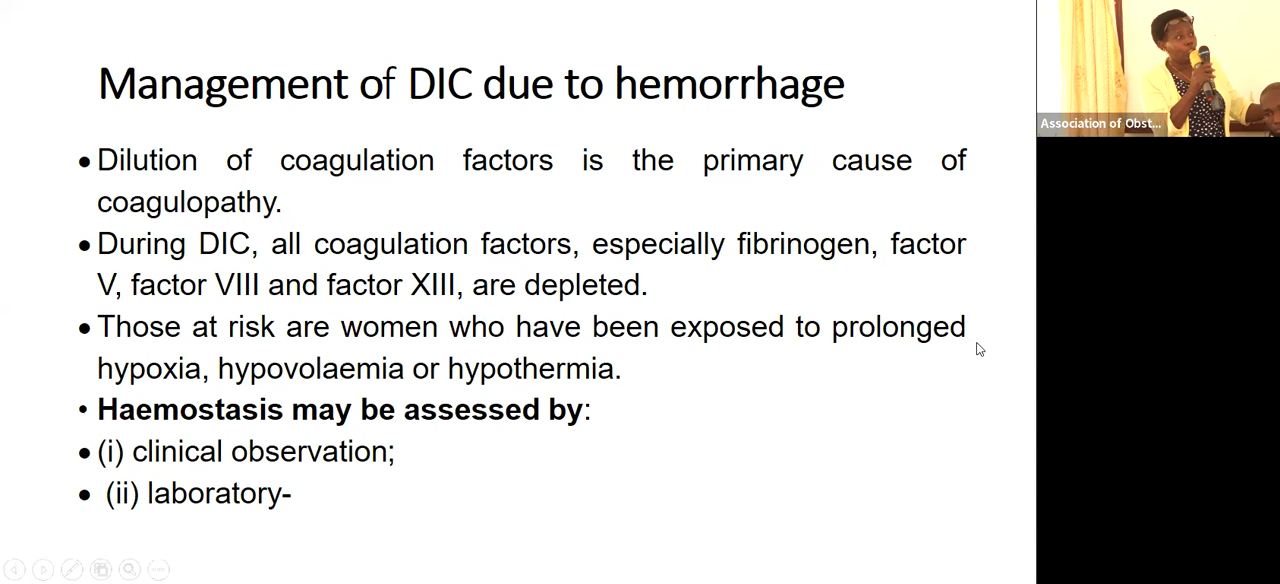 Management of DIC due to hemorrhage
• Dilution of coagulation factors is the primary cause of
coagulopathy.
• During DIC, all coagulation factors, especially fibrinogen, factor
V, factor VIII and factor XIII, are depleted.
• Those at risk are women who have been exposed to prolonged
hypoxia, hypovolaemia or hypothermia.
• Haemostasis may be assessed by:
• (i) clinical observation;
• (ii) laboratory-
Association of Obst...